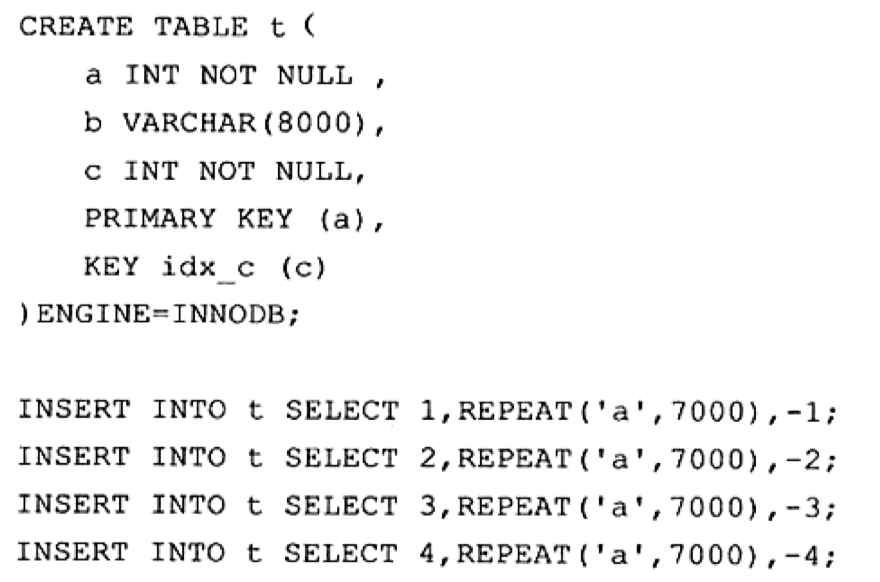 CREATE TABLE t (
a INT NOT NULL ,
b VARCHAR(8000),
c INT NOT NULL,
PRIMARY KEY (a),
KEY idx_c (c)
)ENGINE=INNODB;
INSERT INTO t SELECT 1,REPEAT('a',7000),-1;
INSERT INTO t SELECT 2,REPEAT('a',7000),-2;
INSERT INTO t SELECT 3,REPEAT('a',7000),-3;
INSERT INTO t SELECT 4,REPEAT('a',7000),-4;